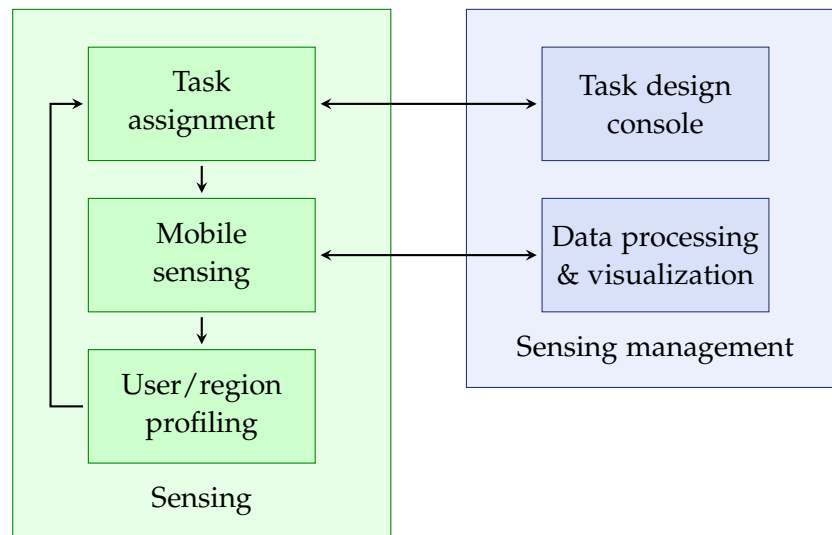 Task
assignment
Mobile
sensing
User/region
profiling
Sensing
Task design
console
Data processing
& visualization
Sensing management